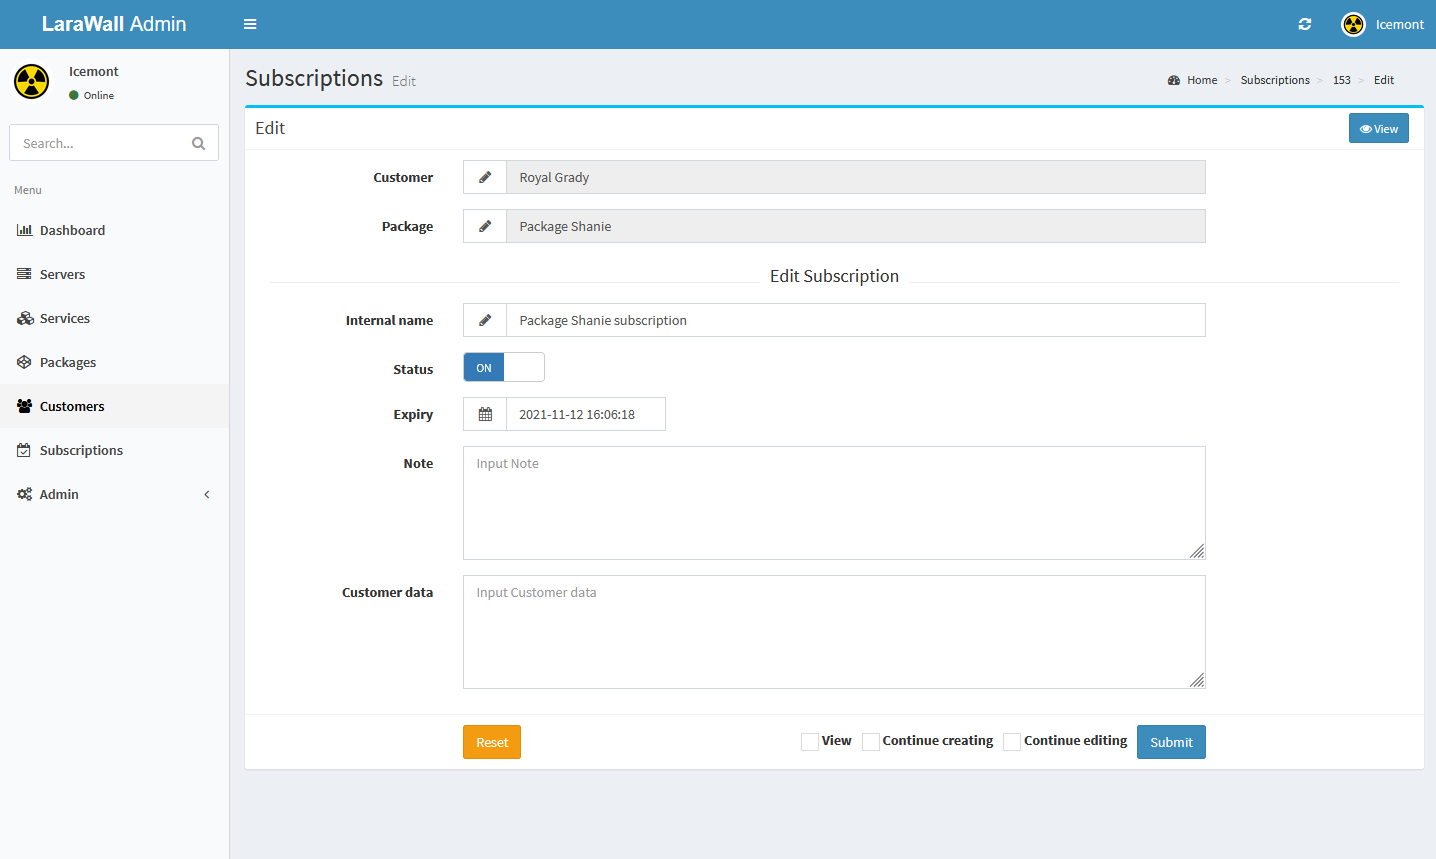 LaraWall Admin
Icemont
Icemont
Online
Search...
Menu
Dashboard
Servers
Services
Packages
Customers
Subscriptions
Admin
Subscriptions Edit
Home > Subscriptions > 153 > Edit
Edit
View
Customer Royal Grady
Package Package Shanie
Edit Subscription
Internal name Package Shanie subscription
Status ON
Expiry 2021-11-12 16:06:18
Note Input Note
Customer data Input Customer data
Reset View Continue creating Continue editing Submit